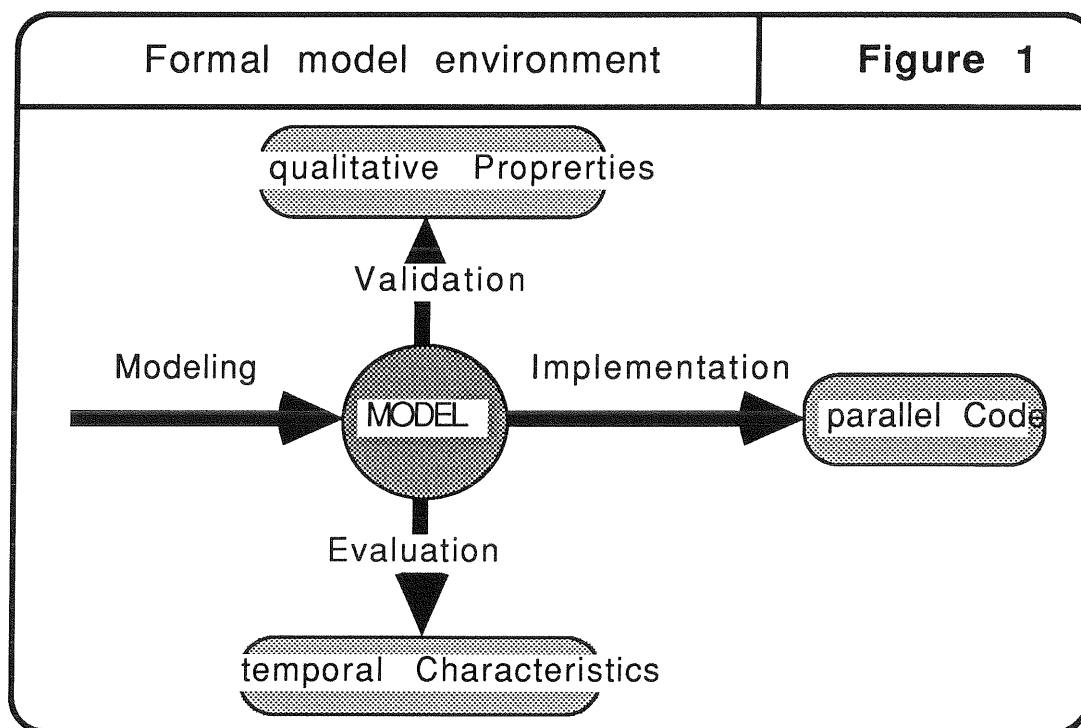 Formal model environment
Figure 1
qualitative Proprerties
Validation
Modeling
Implementation
MODEL
parallel Code
Evaluation
temporal Characteristics